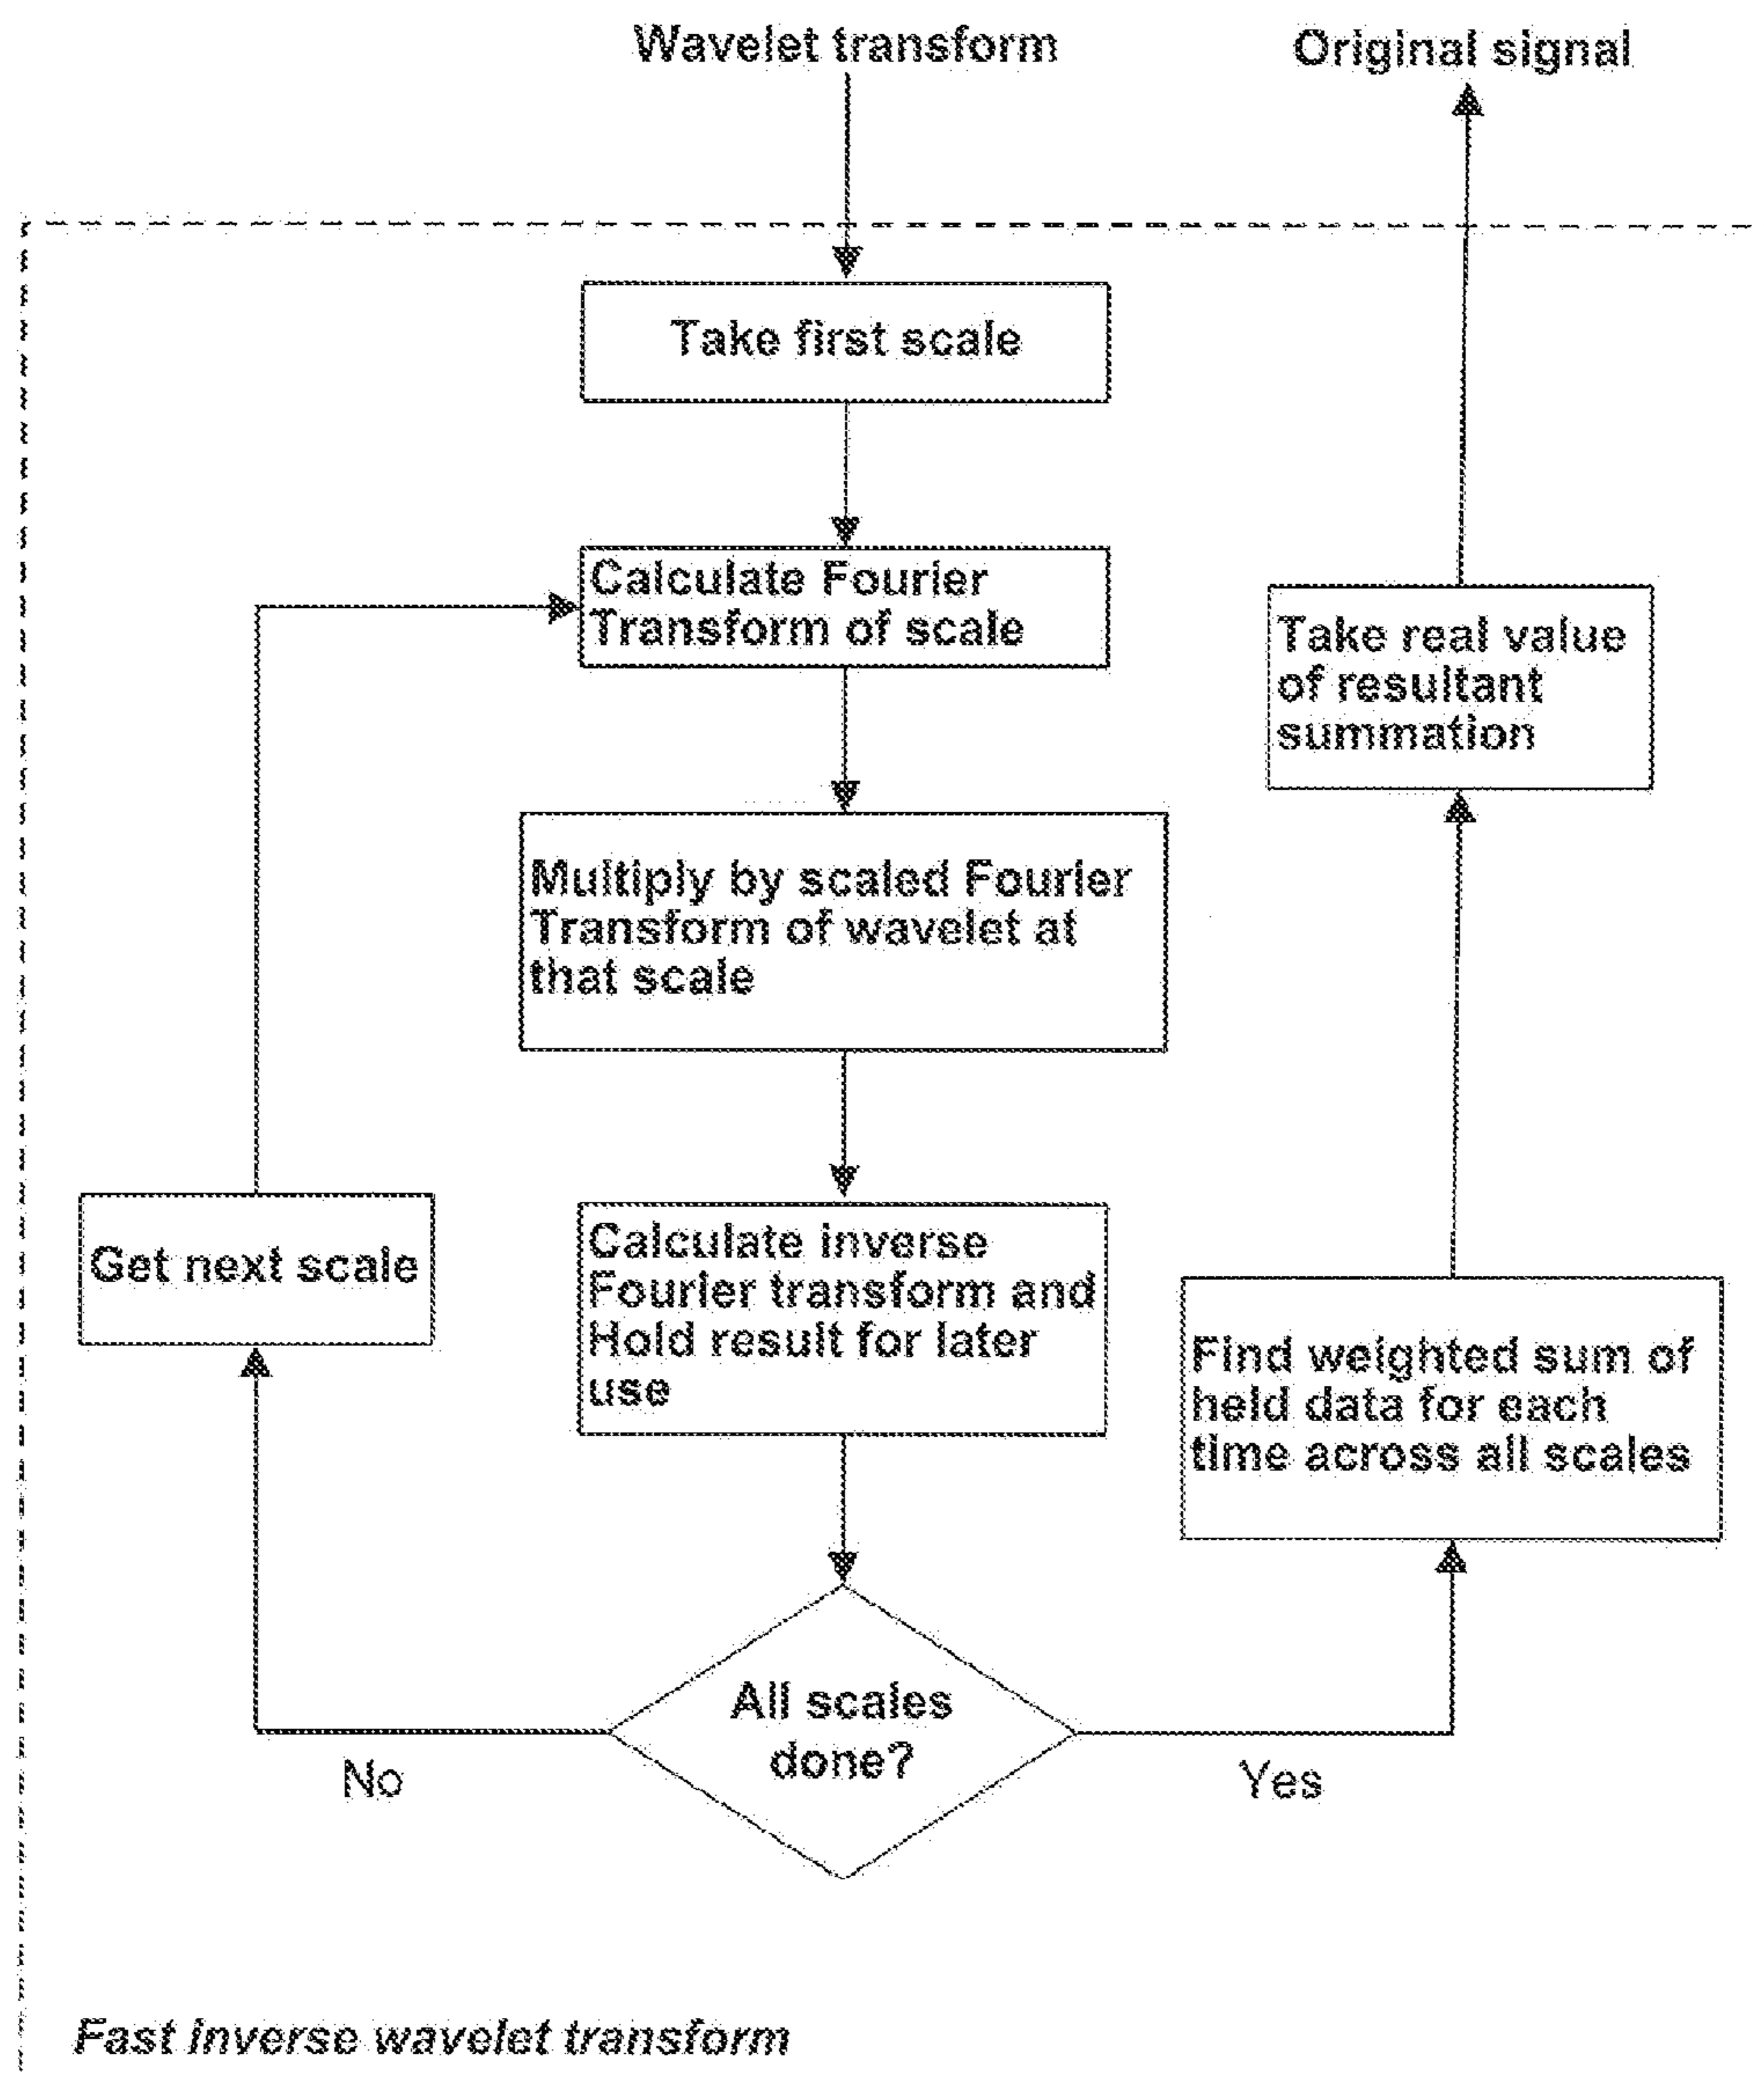 Wavelet transform
Original signal
Take first scale
Calculate Fourier
Transform of scale
Take real value
of resultant
summation
Multiply by scaled Fourier
Transform of wavelet at
that scale
Get next scale
Calculate inverse
Fourier transform and
Hold result for later
use
Find weighted sum of
held data for each
time across all scales
All scales
done?
No
Yes
Fast inverse wavelet transform